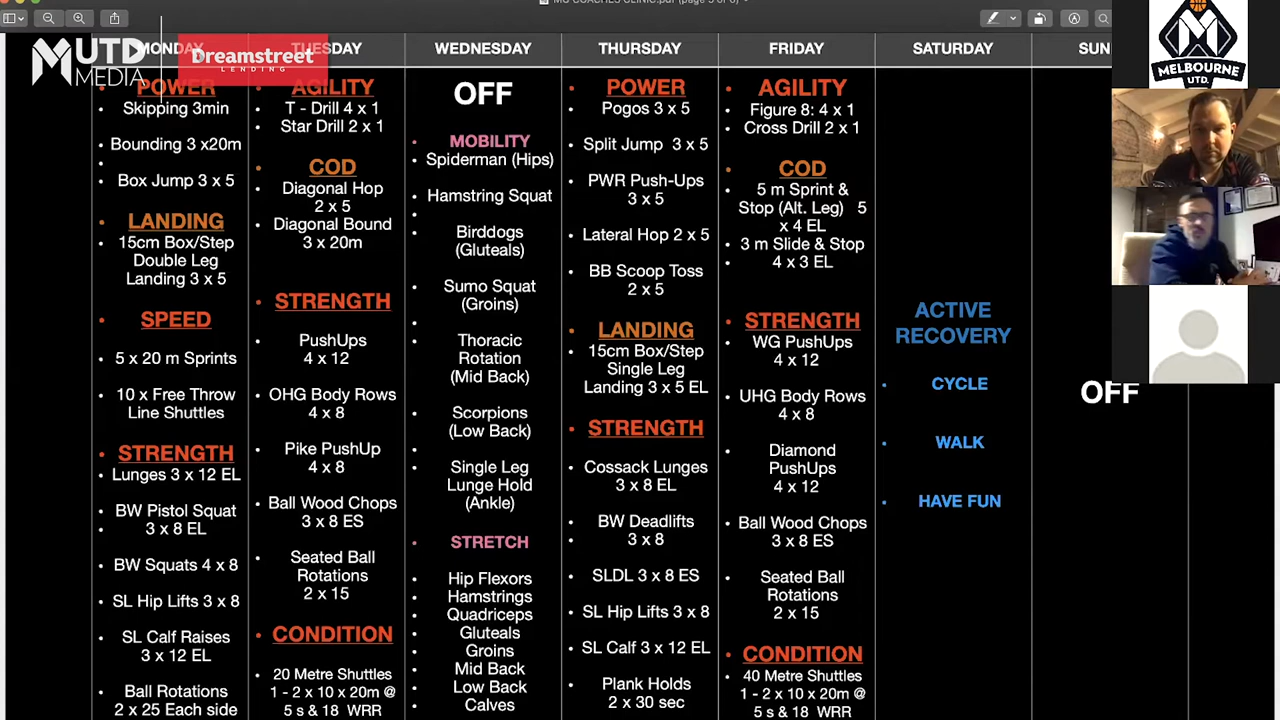 MUTD
MEDIA
Dreamstreet
LENDING
MELBOURNE
UTD.
MONDAY
POWER
Skipping 3min
Bounding 3 x20m
Box Jump 3 x 5
LANDING
15cm Box/Step
Double Leg
Landing 3 x 5
SPEED
5 x 20 m Sprints
10 x Free Throw
Line Shuttles
STRENGTH
Lunges 3 x 12 EL
BW Pistol Squat
3 x 8 EL
BW Squats 4 x 8
SL Hip Lifts 3 x 8
SL Calf Raises
3 x 12 EL
Ball Rotations
2 x 25 Each side
TUESDAY
AGILITY
T - Drill 4 x 1
Star Drill 2 x 1
COD
Diagonal Hop
2 x 5
Diagonal Bound
3 x 20m
STRENGTH
PushUps
4 x 12
OHG Body Rows
4 x 8
Pike PushUp
4 x 8
Ball Wood Chops
3 x 8 ES
Seated Ball
Rotations
2 x 15
CONDITION
20 Metre Shuttles
1 - 2 x 10 x 20m @
5 s & 18 WRR
WEDNESDAY
OFF
MOBILITY
Spiderman (Hips)
Hamstring Squat
Birddogs
(Gluteals)
Sumo Squat
(Groins)
Thoracic
Rotation
(Mid Back)
Scorpions
(Low Back)
Single Leg
Lunge Hold
(Ankle)
STRETCH
Hip Flexors
Hamstrings
Quadriceps
Gluteals
Groins
Mid Back
Low Back
Calves
THURSDAY
POWER
Pogos 3 x 5
Split Jump 3 x 5
PWR Push-Ups
3 x 5
Lateral Hop 2 x 5
BB Scoop Toss
2 x 5
LANDING
15cm Box/Step
Single Leg
Landing 3 x 5 EL
STRENGTH
Cossack Lunges
3 x 8 EL
BW Deadlifts
3 x 8
SLDL 3 x 8 ES
SL Hip Lifts 3 x 8
SL Calf 3 x 12 EL
Plank Holds
2 x 30 sec
FRIDAY
AGILITY
Figure 8: 4 x 1
Cross Drill 2 x 1
COD
5 m Sprint &
Stop (Alt. Leg) 5
x 4 EL
3 m Slide & Stop
4 x 3 EL
STRENGTH
WG PushUps
4 x 12
UHG Body Rows
4 x 8
Diamond
PushUps
4 x 12
Ball Wood Chops
3 x 8 ES
Seated Ball
Rotations
2 x 15
CONDITION
40 Metre Shuttles
1 - 2 x 10 x 20m @
5 s & 18 WRR
SATURDAY
ACTIVE
RECOVERY
CYCLE
WALK
HAVE FUN
SUN
OFF